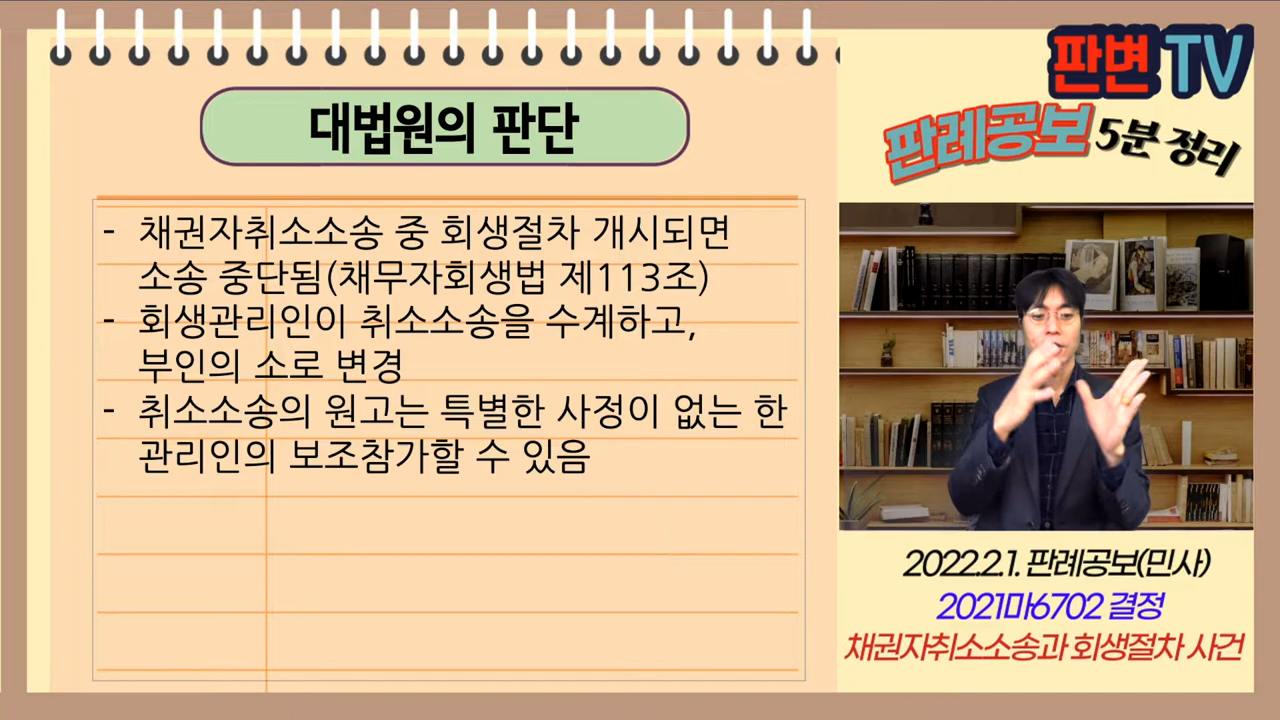 대법원의 판단
- 채권자취소소송 중 회생절차 개시되면
소송 중단됨(채무자회생법 제113조)
- 회생관리인이 취소소송을 수계하고,
부인의 소로 변경
- 취소소송의 원고는 특별한 사정이 없는 한
관리인의 보조참가할 수 있음
판변 TV
판례공보 5분 정리
2022.2.1. 판례공보(민사)
2021마6702 결정
채권자취소소송과 회생절차 사건